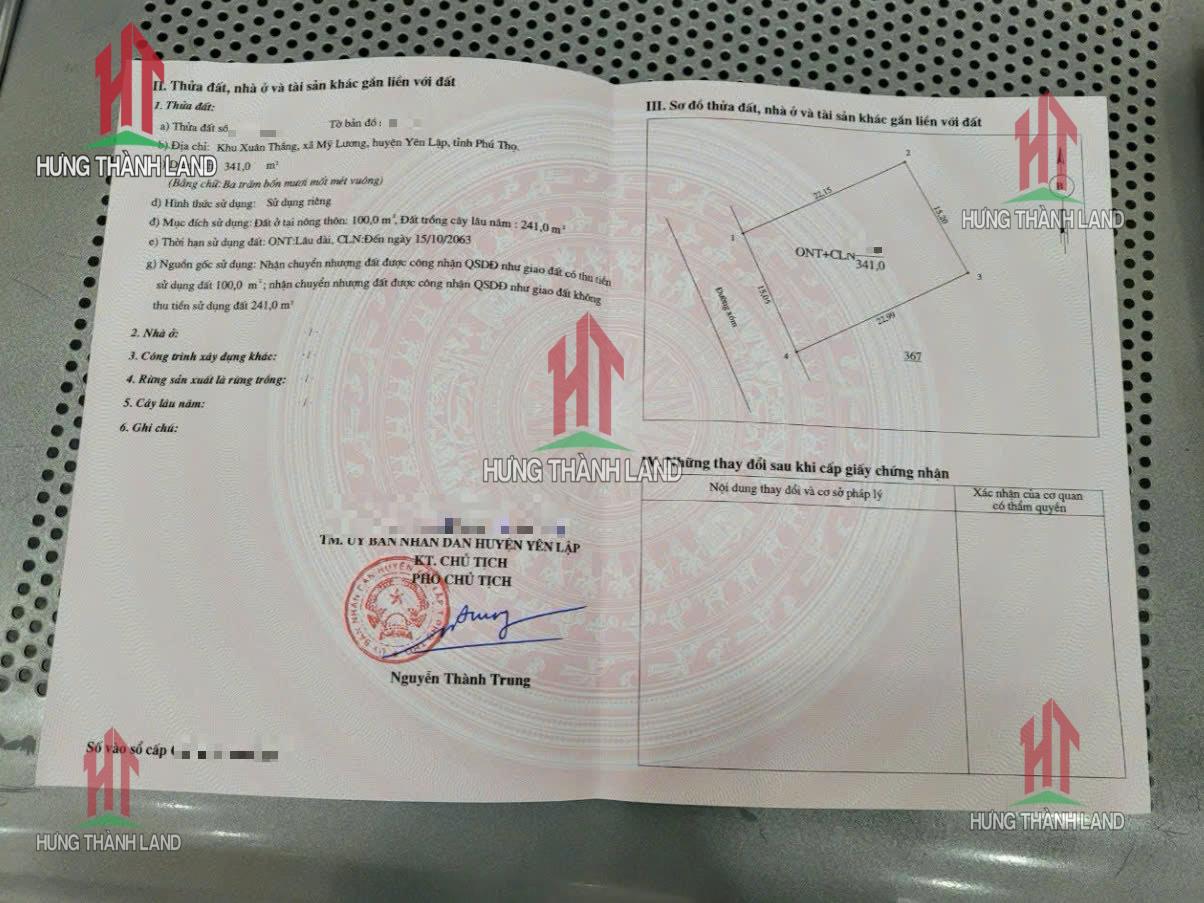 II. Thửa đất, nhà ở và tài sản khác gắn liền với đất
1. Thửa đất:
a) Thửa đất số
Tờ bản đồ :
b) Địa chỉ: Khu Xuân Thắng, xã Mỹ Lương, huyện Yên Lập, tỉnh Phú Thọ.
341,0 m²
(Bằng chữ: Ba trăm bốn mươi mốt mét vuông)
d) Hình thức sử dụng: Sử dụng riêng
đ) Mục đích sử dụng: Đất ở tại nông thôn: 100,0 m², Đất trồng cây lâu năm : 241,0 m²
e) Thời hạn sử dụng đất: ONT:Lâu dài, CLN:Đến ngày 15/10/2063
g) Nguồn gốc sử dụng: Nhận chuyển nhượng đất được công nhận QSDĐ như giao đất có thu tiền
sử dụng đất 100,0 m²; nhận chuyển nhượng đất được công nhận QSDĐ như giao đất không
thu tiền sử dụng đất 241,0 m²
2. Nhà ở: -/-
3. Công trình xây dựng khác: -/-
4. Rừng sản xuất là rừng trồng: -/-
5. Cây lâu năm: -/-
6. Ghi chú:
TM. ỦY BAN NHÂN DÂN HUYỆN YÊN LẬP
KT. CHỦ TỊCH
PHÓ CHỦ TỊCH
Nguyễn Thành Trung
Số vào sổ cấp
III. Sơ đồ thửa đất, nhà ở và tài sản khác gắn liền với đất
B
1
2
3
4
22,15
15,20
22,99
15,05
ONT+CLN
341,0
Đường xóm
367
IV. Những thay đổi sau khi cấp giấy chứng nhận
Nội dung thay đổi và cơ sở pháp lý
Xác nhận của cơ quan
có thẩm quyền
HƯNG THÀNH LAND
HƯNG THÀNH LAND
HƯNG THÀNH LAND
HƯNG THÀNH LAND
HƯNG THÀNH LAND